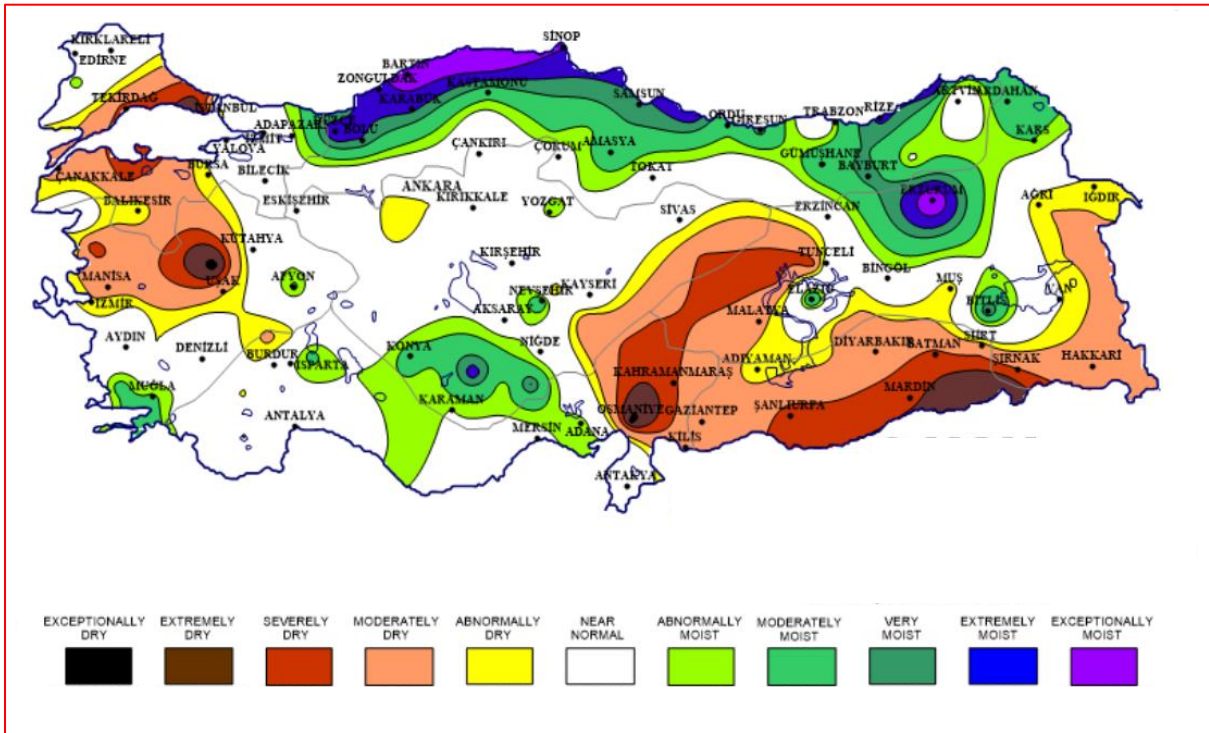 SİNOP
KIRKLARELİ
EDİRNE
BARTIN
ZONGULDAK
KASTAMONU
KARABÜK
TEKİRDAĞ
İSTANBUL
SAMSUN
ARTVİN
ARDAHAN
ORDU
TRABZON
RİZE
GİRESUN
ADAPAZARI
BOLU
YALOVA
KARS
ÇANKIRI
ÇORUM
AMASYA
GÜMÜŞHANE
BURSA
BİLECİK
TOKAT
BAYBURT
ÇANAKKALE
ANKARA
KIRIKKALE
ERZURUM
AĞRI
IĞDIR
BALIKESİR
ESKİŞEHİR
YOZGAT
SİVAS
ERZİNCAN
KÜTAHYA
KIRŞEHİR
TUNCELİ
BİNGÖL
MUŞ
MANİSA
UŞAK
AFYON
NEVŞEHİR
KAYSERİ
ELAZIĞ
BİTLİS
VAN
İZMİR
AKSARAY
MALATYA
AYDIN
DENİZLİ
KONYA
NİĞDE
DİYARBAKIR
BATMAN
SİİRT
BURDUR
ISPARTA
ADIYAMAN
ŞIRNAK
HAKKARİ
KAHRAMANMARAŞ
MARDİN
MUĞLA
KARAMAN
OSMANİYE
GAZİANTEP
ŞANLIURFA
ANTALYA
MERSİN
ADANA
KİLİS
ANTAKYA
EXCEPTIONALLY DRY
EXTREMELY DRY
SEVERELY DRY
MODERATELY DRY
ABNORMALLY DRY
NEAR NORMAL
ABNORMALLY MOIST
MODERATELY MOIST
VERY MOIST
EXTREMELY MOIST
EXCEPTIONALLY MOIST